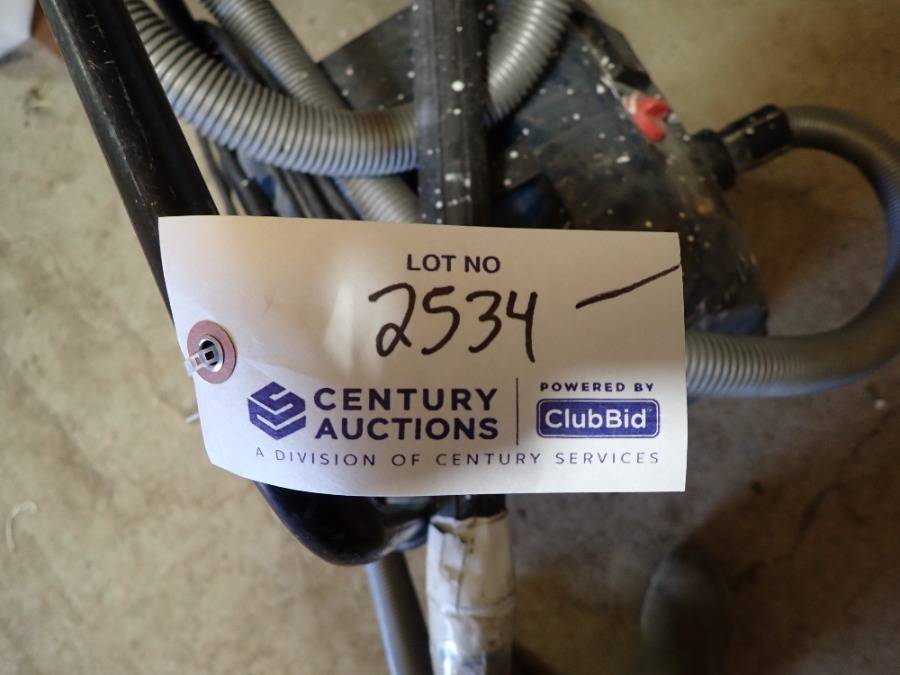 LOT NO
2534 —
CENTURY AUCTIONS
POWERED BY ClubBid
A DIVISION OF CENTURY SERVICES